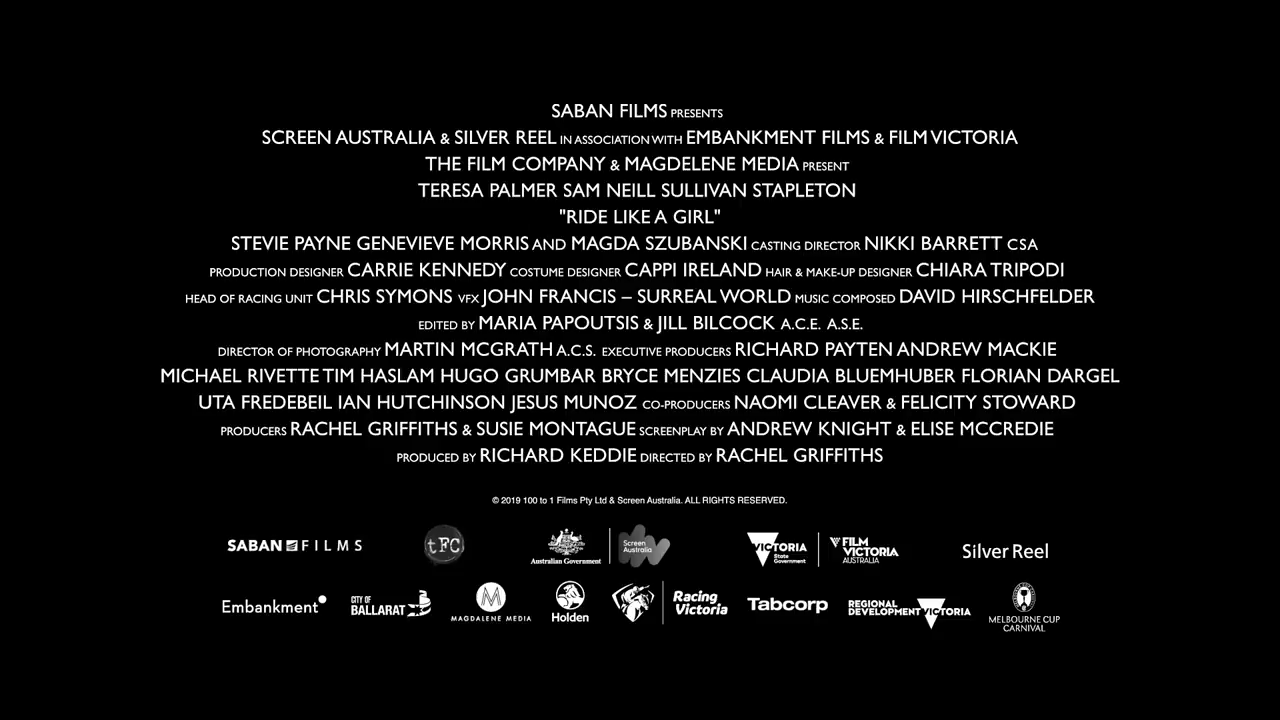 SABAN FILMS PRESENTS
SCREEN AUSTRALIA & SILVER REEL IN ASSOCIATION WITH EMBANKMENT FILMS & FILM VICTORIA
THE FILM COMPANY & MAGDELENE MEDIA PRESENT
TERESA PALMER SAM NEILL SULLIVAN STAPLETON
"RIDE LIKE A GIRL"
STEVIE PAYNE GENEVIEVE MORRIS AND MAGDA SZUBANSKI CASTING DIRECTOR NIKKI BARRETT CSA
PRODUCTION DESIGNER CARRIE KENNEDY COSTUME DESIGNER CAPPI IRELAND HAIR & MAKE-UP DESIGNER CHIARA TRIPODI
HEAD OF RACING UNIT CHRIS SYMONS VFX JOHN FRANCIS – SURREAL WORLD MUSIC COMPOSED DAVID HIRSCHFELDER
EDITED BY MARIA PAPOUTSIS & JILL BILCOCK A.C.E. A.S.E.
DIRECTOR OF PHOTOGRAPHY MARTIN MCGRATH A.C.S. EXECUTIVE PRODUCERS RICHARD PAYTEN ANDREW MACKIE
MICHAEL RIVETTE TIM HASLAM HUGO GRUMBAR BRYCE MENZIES CLAUDIA BLUEMHUBER FLORIAN DARGEL
UTA FREDEBEIL IAN HUTCHINSON JESUS MUNOZ CO-PRODUCERS NAOMI CLEAVER & FELICITY STOWARD
PRODUCERS RACHEL GRIFFITHS & SUSIE MONTAGUE SCREENPLAY BY ANDREW KNIGHT & ELISE MCCREDIE
PRODUCED BY RICHARD KEDDIE DIRECTED BY RACHEL GRIFFITHS
© 2019 100 to 1 Films Pty Ltd & Screen Australia. ALL RIGHTS RESERVED.
SABAN FILMS
tFC
Australian Government
Screen
Australia
VICTORIA
State
Government
FILM
VICTORIA
AUSTRALIA
Silver Reel
Embankment
CITY OF
BALLARAT
M
MAGDALENE MEDIA
Holden
Racing
Victoria
Tabcorp
REGIONAL
DEVELOPMENT VICTORIA
MELBOURNE CUP
CARNIVAL